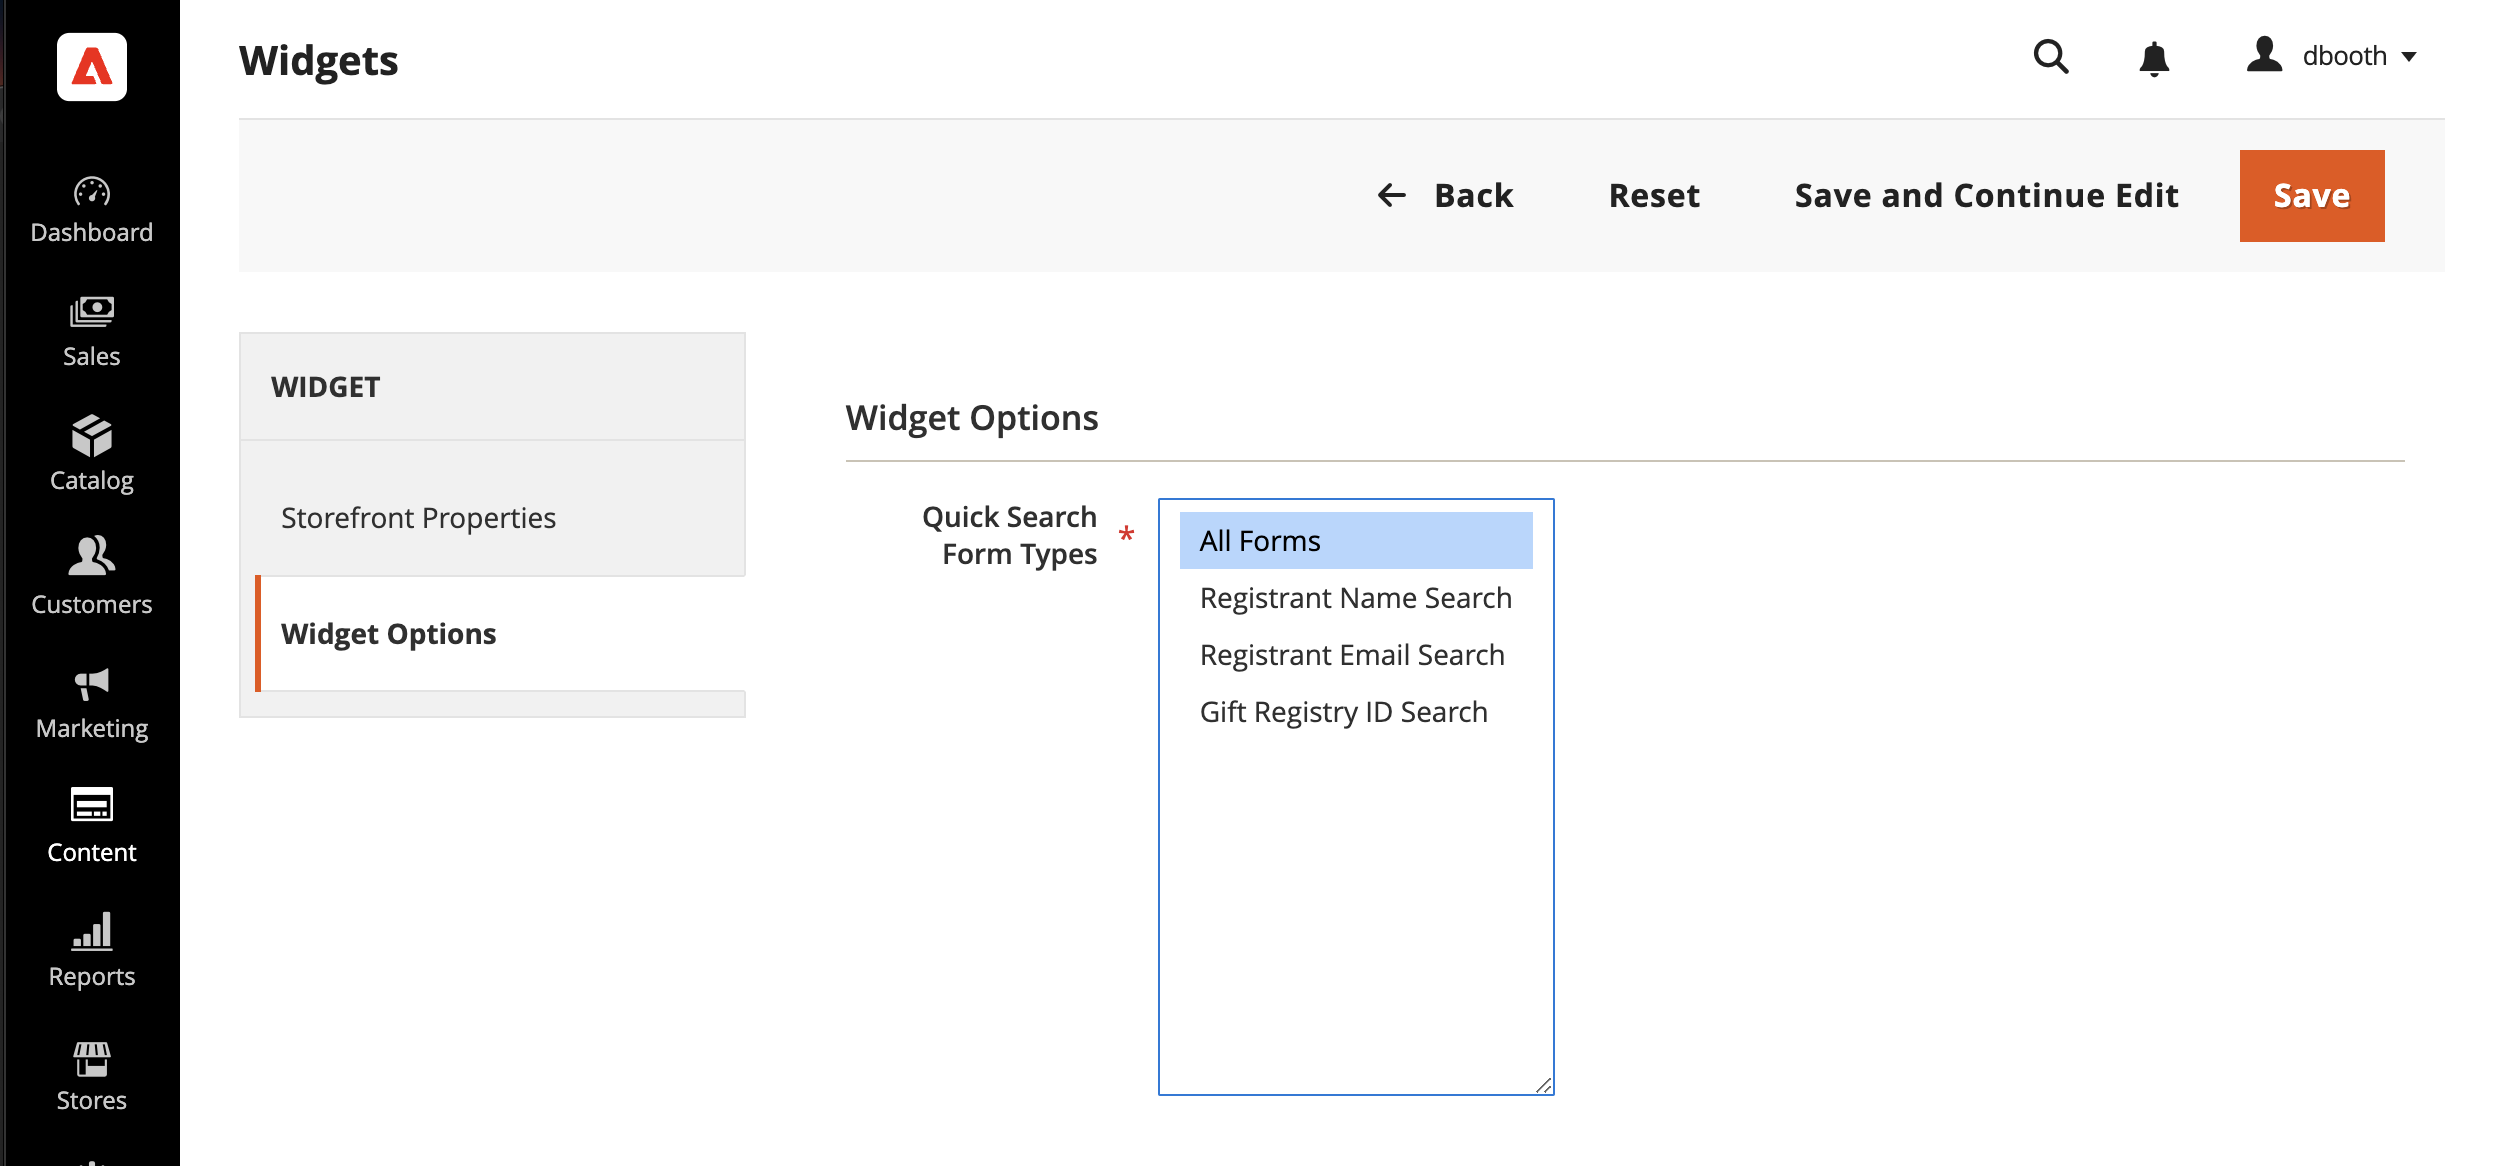 Widgets
dbooth
Back
Reset
Save and Continue Edit
Save
Dashboard
Sales
Catalog
Customers
Marketing
Content
Reports
Stores
WIDGET
Storefront Properties
Widget Options
Widget Options
Quick Search
Form Types *
All Forms
Registrant Name Search
Registrant Email Search
Gift Registry ID Search